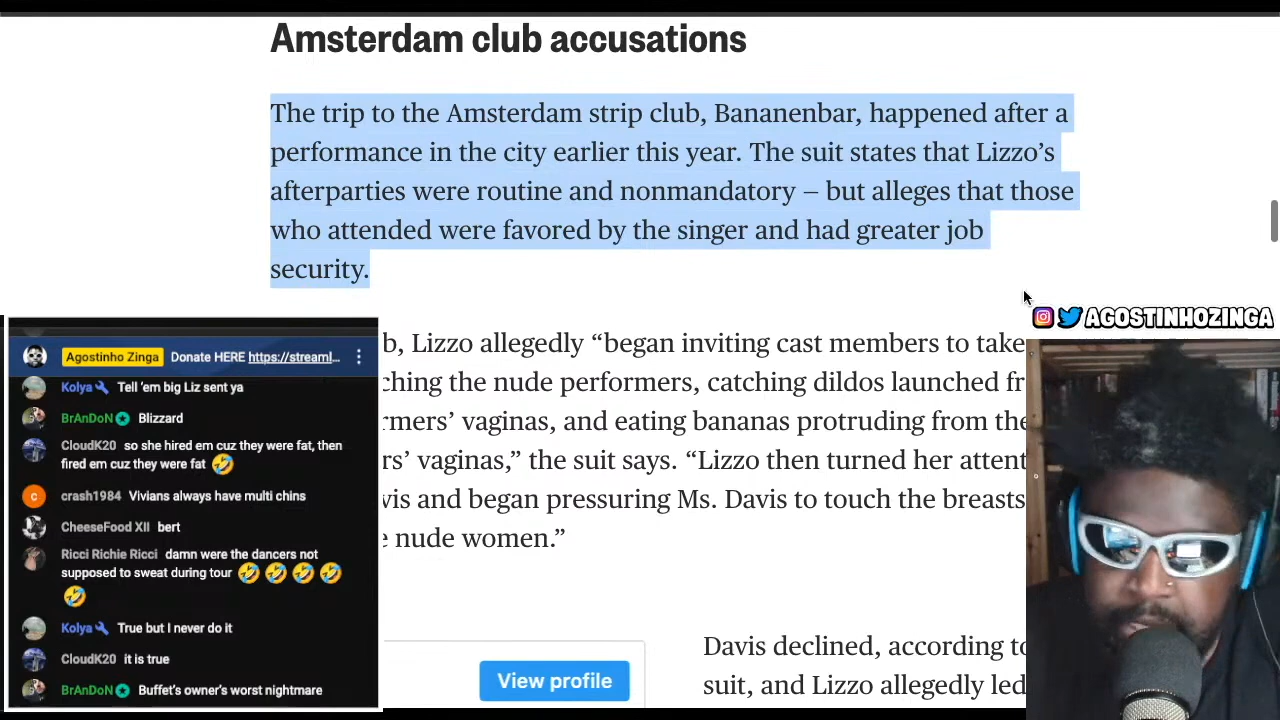 Amsterdam club accusations
The trip to the Amsterdam strip club, Bananenbar, happened after a
performance in the city earlier this year. The suit states that Lizzo’s
afterparties were routine and nonmandatory — but alleges that those
who attended were favored by the singer and had greater job
security.
b, Lizzo allegedly “began inviting cast members to take
ching the nude performers, catching dildos launched fr
rmers’ vaginas, and eating bananas protruding from the
rs’ vaginas,” the suit says. “Lizzo then turned her attent
vis and began pressuring Ms. Davis to touch the breasts
e nude women.”
View profile
Davis declined, according to
suit, and Lizzo allegedly led
Agostinho Zinga Donate HERE https://streaml...
Kolya Tell 'em big Liz sent ya
BrAnDoN Blizzard
CloudK20 so she hired em cuz they were fat, then
fired em cuz they were fat 🤣
c crash1984 Vivians always have multi chins
CheeseFood XII bert
Ricci Richie Ricci damn were the dancers not
supposed to sweat during tour 🤣 🤣 🤣 🤣
🤣
Kolya True but I never do it
CloudK20 it is true
BrAnDoN Buffet's owner's worst nightmare
AGOSTINHOZINGA